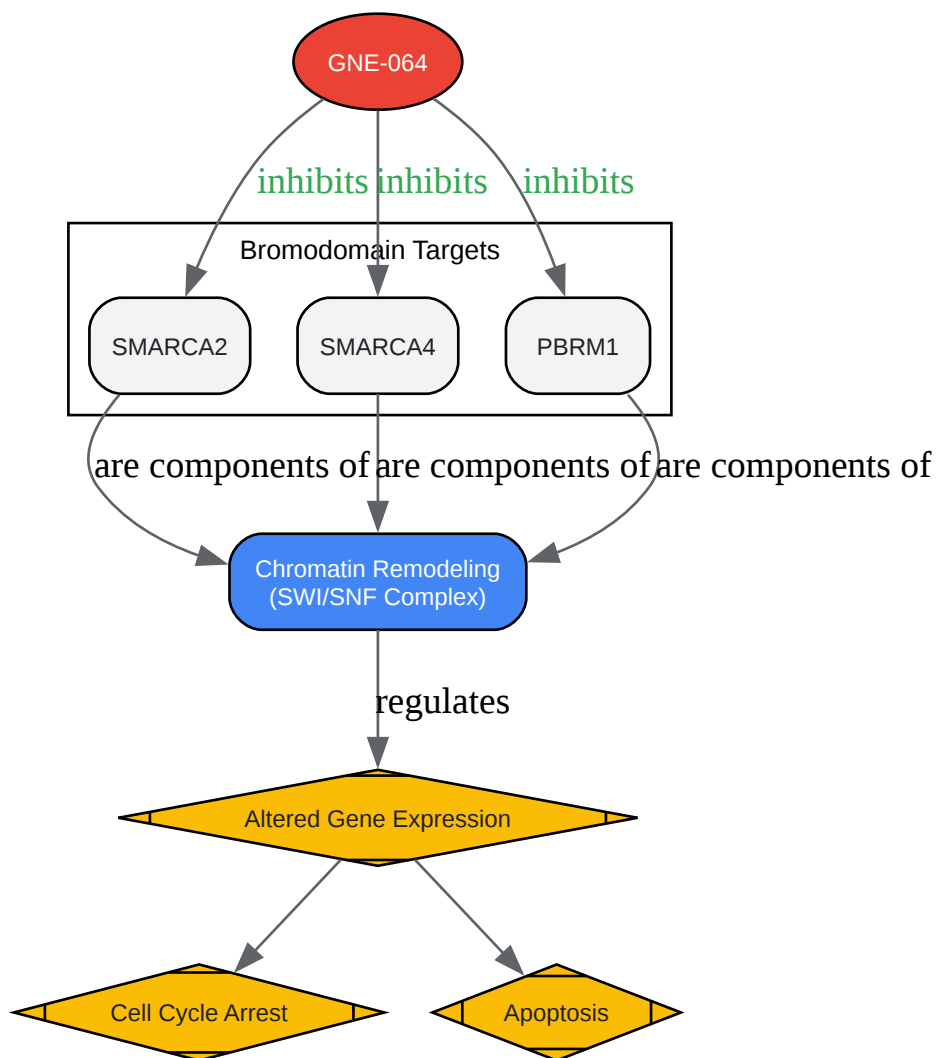 GNE-064
inhibits inhibits inhibits
Bromodomain Targets
SMARCA2 SMARCA4 PBRM1
are components of are components of are components of
Chromatin Remodeling
(SWI/SNF Complex)
regulates
Altered Gene Expression
Cell Cycle Arrest Apoptosis